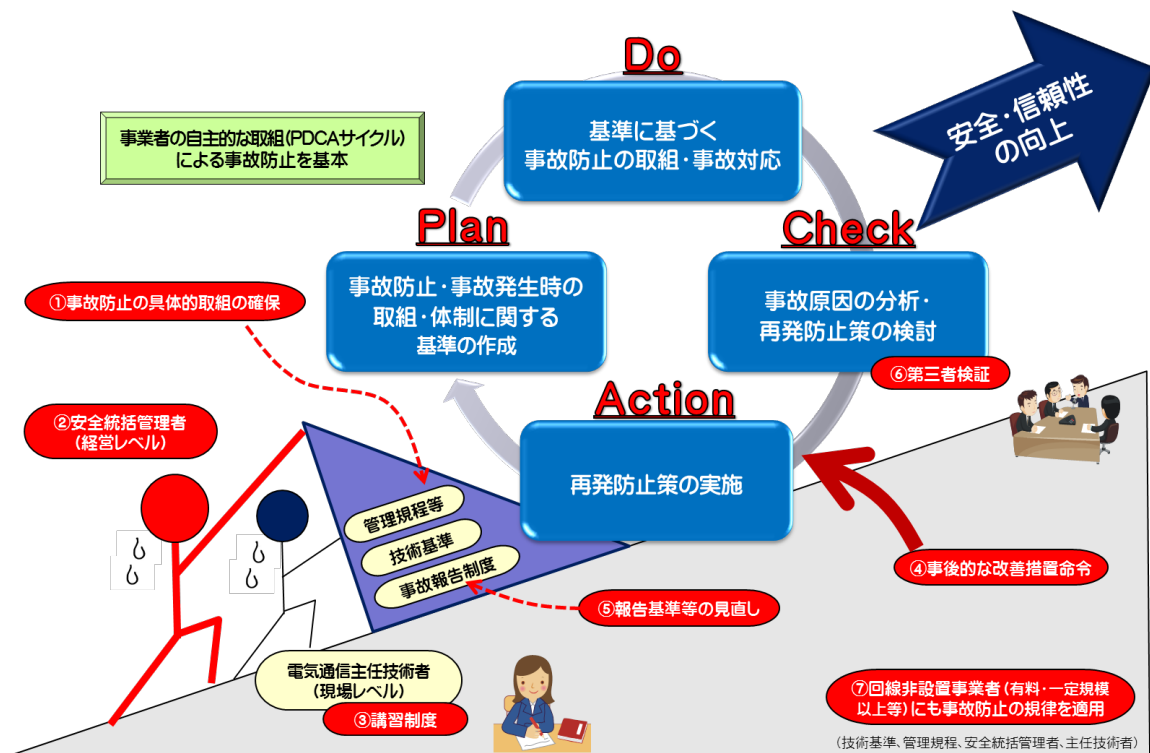 Do
基準に基づく
事故防止の取組・事故対応
安全・信頼性
の向上
事業者の自主的な取組(PDCAサイクル)
による事故防止を基本
Plan
事故防止・事故発生時の
取組・体制に関する
基準の作成
Check
事故原因の分析・
再発防止策の検討
⑥第三者検証
①事故防止の具体的取組の確保
Action
再発防止策の実施
②安全統括管理者
(経営レベル)
管理規程等
技術基準
事故報告制度
④事後的な改善措置命令
⑤報告基準等の見直し
電気通信主任技術者
(現場レベル)
③講習制度
⑦回線非設置事業者(有料・一定規模
以上等)にも事故防止の規律を適用
(技術基準、管理規程、安全統括管理者、主任技術者)